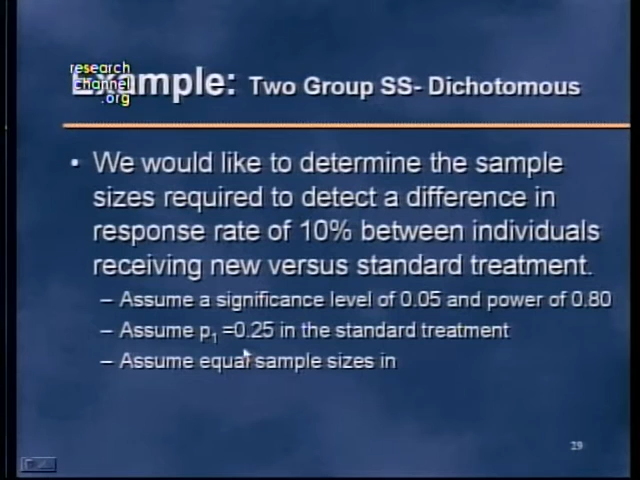 research
channel
.org
Example: Two Group SS- Dichotomous
• We would like to determine the sample
sizes required to detect a difference in
response rate of 10% between individuals
receiving new versus standard treatment.
– Assume a significance level of 0.05 and power of 0.80
– Assume p1 =0.25 in the standard treatment
– Assume equal sample sizes in
29